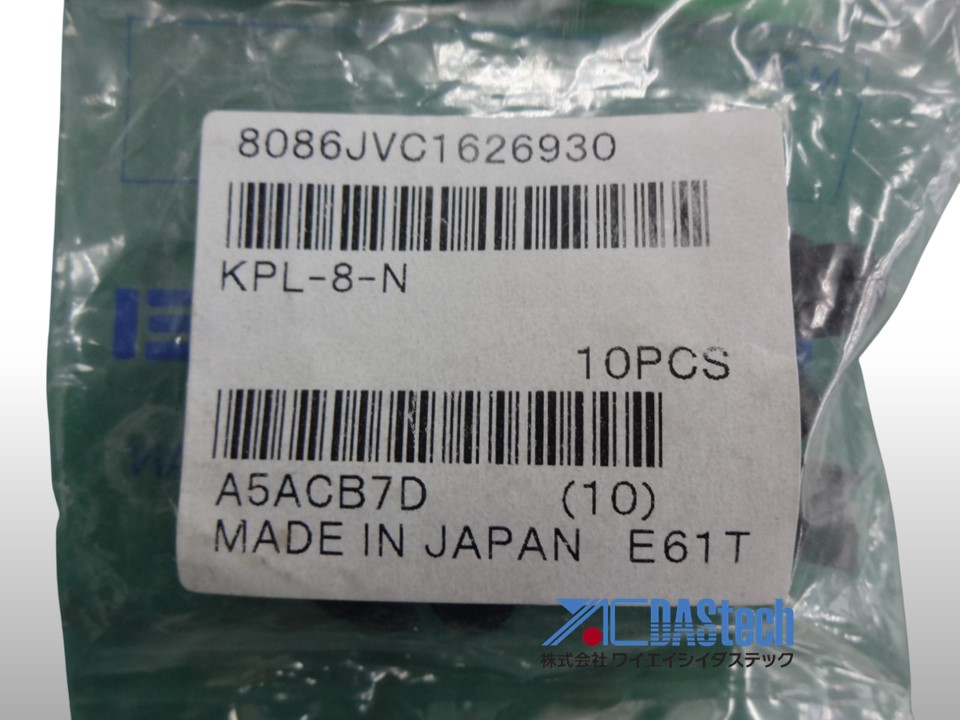 8086JVC1626930
KPL-8-N
10PCS
A5ACB7D (10)
MADE IN JAPAN E61T
YAC DAStech
株式会社 ワイエイシイダステック